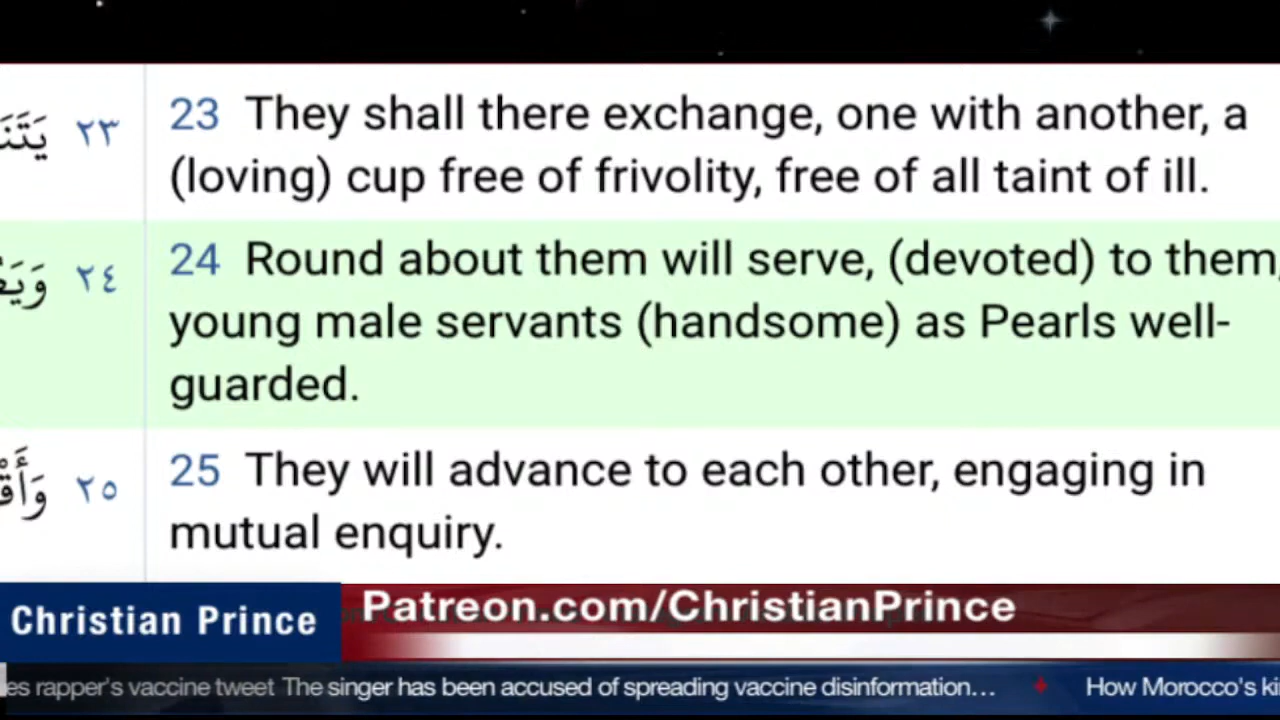 ٢٣ 23 They shall there exchange, one with another, a
(loving) cup free of frivolity, free of all taint of ill.
٢٤ 24 Round about them will serve, (devoted) to them,
young male servants (handsome) as Pearls well-
guarded.
٢٥ 25 They will advance to each other, engaging in
mutual enquiry.
Christian Prince
Patreon.com/ChristianPrince
es rapper's vaccine tweet The singer has been accused of spreading vaccine disinformation... How Morocco's ki